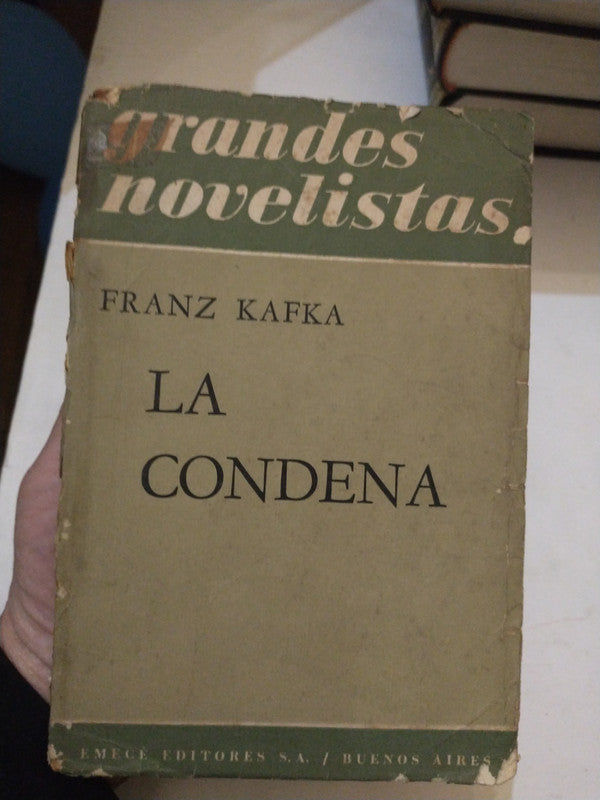 grandes
novelistas.
FRANZ KAFKA
LA
CONDENA
EMECÉ EDITORES S.A. / BUENOS AIRES